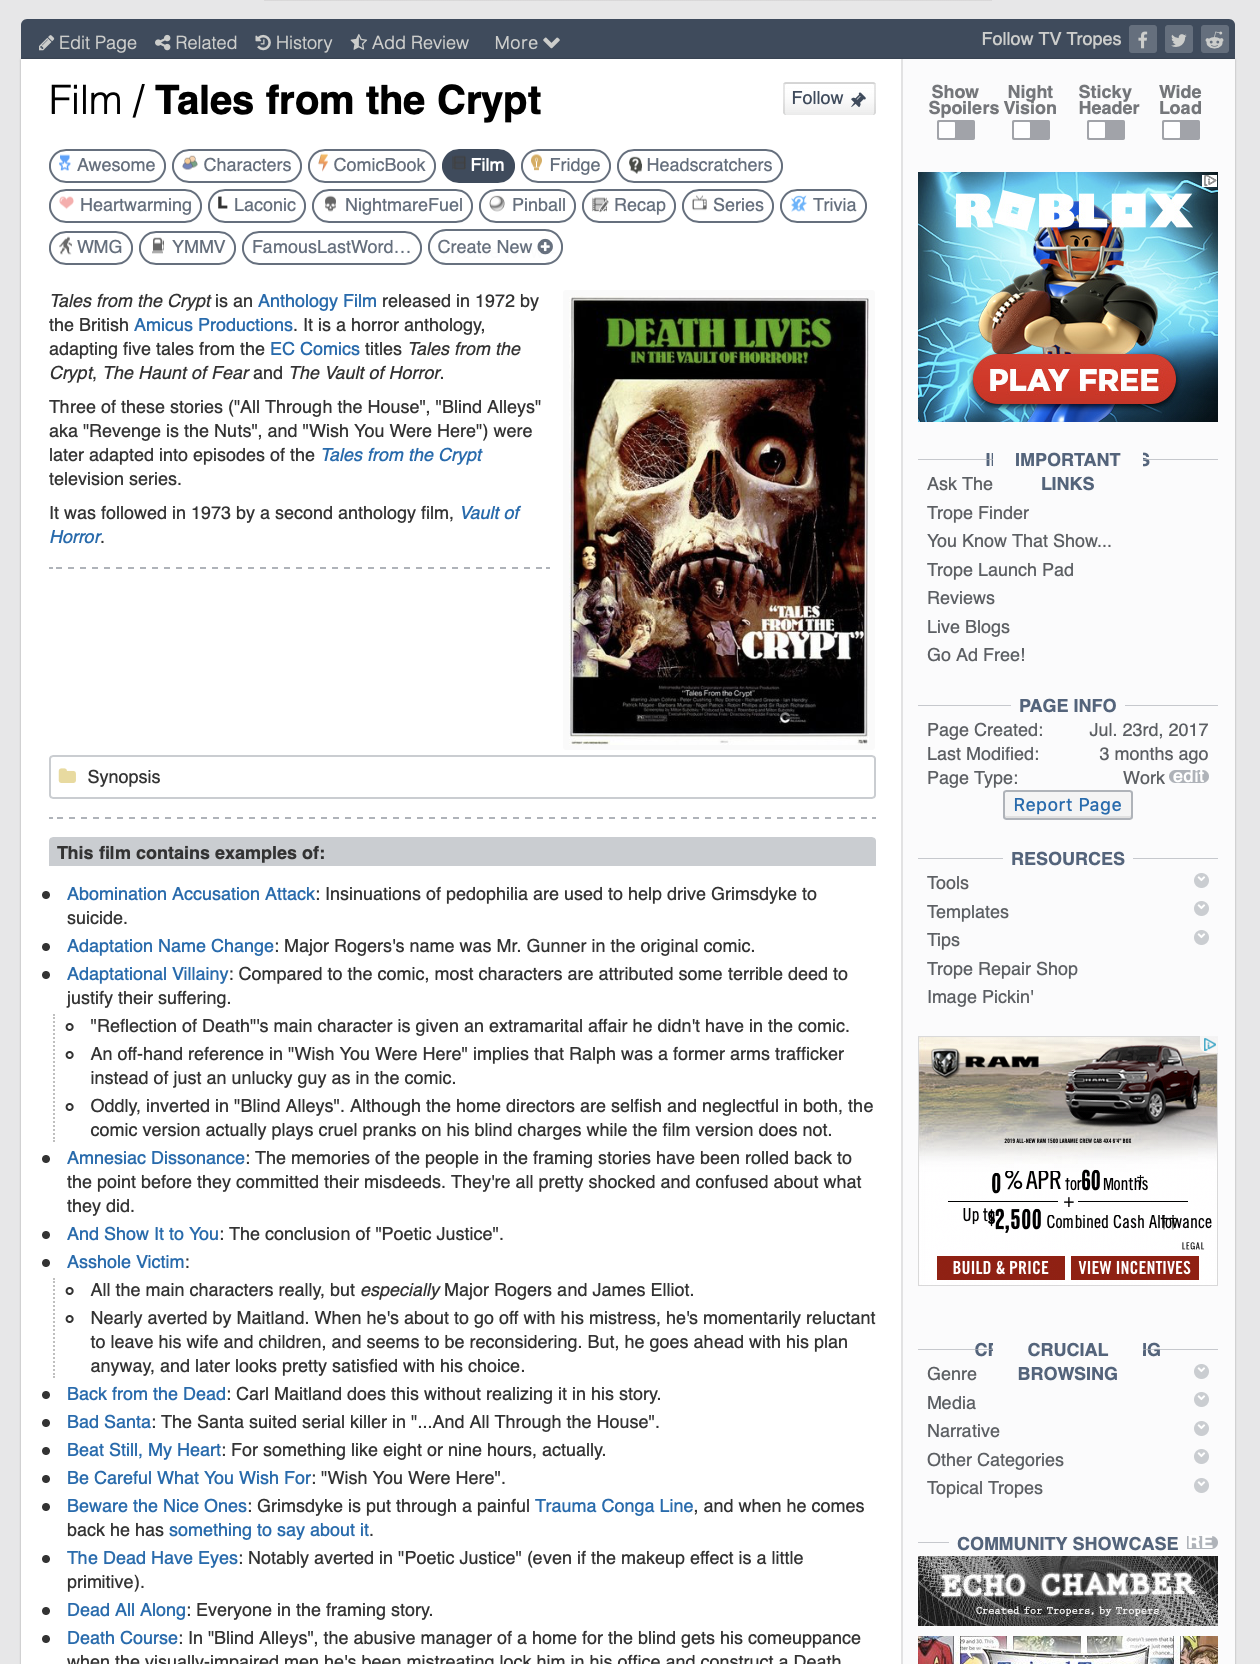 Edit Page Related History Add Review More Follow TV Tropes
Film / Tales from the Crypt
Follow
Awesome Characters ComicBook Film Fridge Headscratchers
Heartwarming Laconic NightmareFuel Pinball Recap Series Trivia
WMG YMMV FamousLastWord... Create New
Tales from the Crypt is an Anthology Film released in 1972 by
the British Amicus Productions. It is a horror anthology,
adapting five tales from the EC Comics titles Tales from the
Crypt, The Haunt of Fear and The Vault of Horror.
Three of these stories ("All Through the House", "Blind Alleys"
aka "Revenge is the Nuts", and "Wish You Were Here") were
later adapted into episodes of the Tales from the Crypt
television series.
It was followed in 1973 by a second anthology film, Vault of
Horror.
DEATH LIVES
IN THE VAULT OF HORROR!
"TALES
FROM THE
CRYPT"
"Tales From the Crypt"
Synopsis
This film contains examples of:
Abomination Accusation Attack: Insinuations of pedophilia are used to help drive Grimsdyke to
suicide.
Adaptation Name Change: Major Rogers's name was Mr. Gunner in the original comic.
Adaptational Villainy: Compared to the comic, most characters are attributed some terrible deed to
justify their suffering.
"Reflection of Death"'s main character is given an extramarital affair he didn't have in the comic.
An off-hand reference in "Wish You Were Here" implies that Ralph was a former arms trafficker
instead of just an unlucky guy as in the comic.
Oddly, inverted in "Blind Alleys". Although the home directors are selfish and neglectful in both, the
comic version actually plays cruel pranks on his blind charges while the film version does not.
Amnesiac Dissonance: The memories of the people in the framing stories have been rolled back to
the point before they committed their misdeeds. They're all pretty shocked and confused about what
they did.
And Show It to You: The conclusion of "Poetic Justice".
Asshole Victim:
All the main characters really, but especially Major Rogers and James Elliot.
Nearly averted by Maitland. When he's about to go off with his mistress, he's momentarily reluctant
to leave his wife and children, and seems to be reconsidering. But, he goes ahead with his plan
anyway, and later looks pretty satisfied with his choice.
Back from the Dead: Carl Maitland does this without realizing it in his story.
Bad Santa: The Santa suited serial killer in "...And All Through the House".
Beat Still, My Heart: For something like eight or nine hours, actually.
Be Careful What You Wish For: "Wish You Were Here".
Beware the Nice Ones: Grimsdyke is put through a painful Trauma Conga Line, and when he comes
back he has something to say about it.
The Dead Have Eyes: Notably averted in "Poetic Justice" (even if the makeup effect is a little
primitive).
Dead All Along: Everyone in the framing story.
Death Course: In "Blind Alleys", the abusive manager of a home for the blind gets his comeuppance
when the visually-impaired men he's been mistreating lock him in his office and construct a Death
Show Spoilers
Night Vision
Sticky Header
Wide Load
ROBLOX
PLAY FREE
IMPORTANT
LINKS
Ask The
Trope Finder
You Know That Show...
Trope Launch Pad
Reviews
Live Blogs
Go Ad Free!
PAGE INFO
Page Created: Jul. 23rd, 2017
Last Modified: 3 months ago
Page Type: Work edit
Report Page
RESOURCES
Tools
Templates
Tips
Trope Repair Shop
Image Pickin'
RAM
2019 ALL-NEW RAM 1500 LARAMIE CREW CAB 4X4 6'4" BOX
0 % APR for 60 Months
+
Up to $2,500 Combined Cash Allowance
LEGAL
BUILD & PRICE VIEW INCENTIVES
CRUCIAL
BROWSING
Genre
Media
Narrative
Other Categories
Topical Tropes
COMMUNITY SHOWCASE
ECHO CHAMBER
Created for Tropers, by Tropers